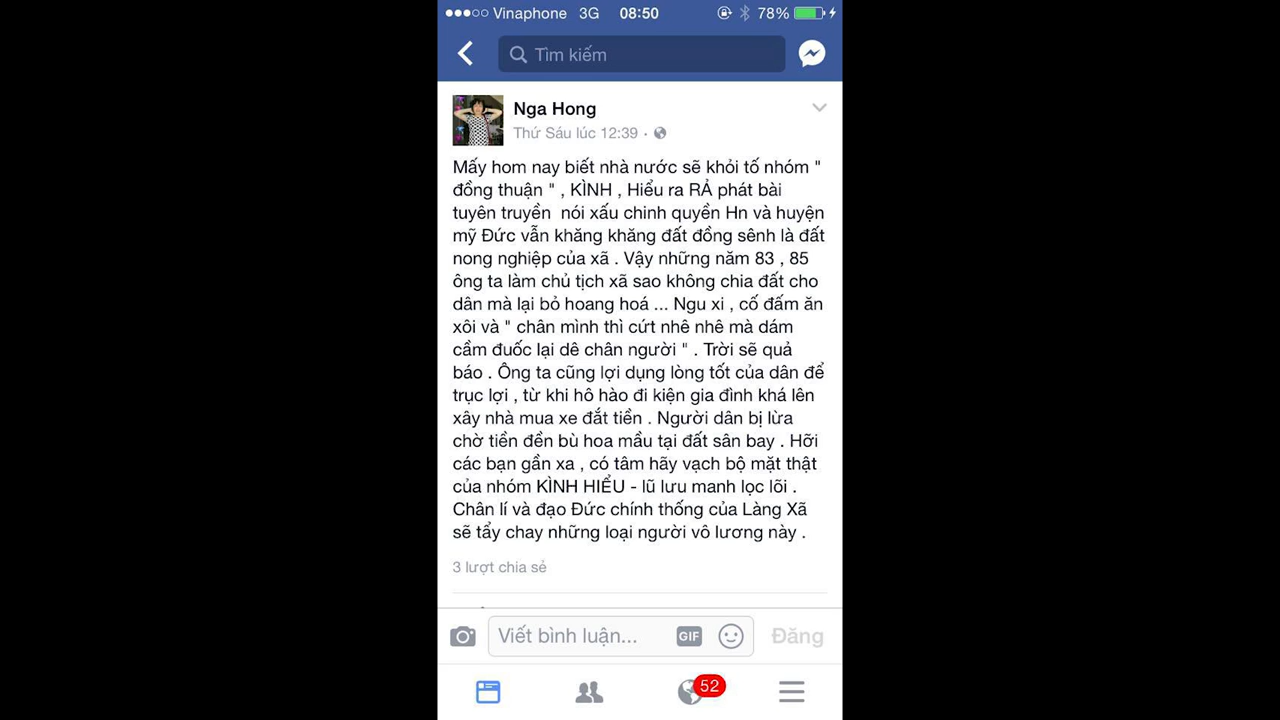 Vinaphone 3G 08:50 78%
Tìm kiếm
Nga Hong
Thứ Sáu lúc 12:39 ·
Mấy hom nay biết nhà nước sẽ khỏi tố nhóm "
đồng thuận " , KÌNH , Hiểu ra RẢ phát bài
tuyên truyền nói xấu chinh quyền Hn và huyện
mỹ Đức vẫn khăng khăng đất đồng sênh là đất
nong nghiệp của xã . Vậy những năm 83 , 85
ông ta làm chủ tịch xã sao không chia đất cho
dân mà lại bỏ hoang hoá ... Ngu xi , cố đấm ăn
xôi và " chân mình thì cứt nhê nhê mà dám
cầm đuốc lại dê chân người " . Trời sẽ quả
báo . Ông ta cũng lợi dụng lòng tốt của dân để
trục lợi , từ khi hô hào đi kiện gia đình khá lên
xây nhà mua xe đắt tiền . Người dân bị lừa
chờ tiền đền bù hoa mầu tại đất sân bay . Hỡi
các bạn gần xa , có tâm hãy vạch bộ mặt thật
của nhóm KÌNH HIỂU - lũ lưu manh lọc lõi .
Chân lí và đạo Đức chính thống của Làng Xã
sẽ tẩy chay những loại người vô lương này .
3 lượt chia sẻ
Viết bình luận... GIF Đăng
52